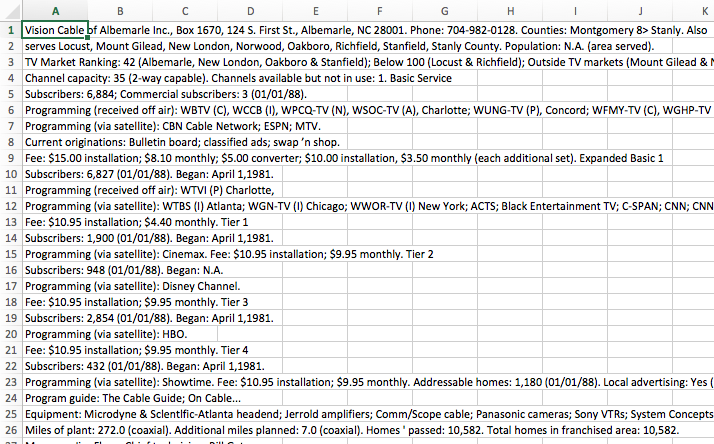 A B C D E F G H I J K
1 Vision Cable of Albemarle Inc., Box 1670, 124 S. First St., Albemarle, NC 28001. Phone: 704-982-0128. Counties: Montgomery 8> Stanly. Also
2 serves Locust, Mount Gilead, New London, Norwood, Oakboro, Richfield, Stanfield, Stanly County. Population: N.A. (area served).
3 TV Market Ranking: 42 (Albemarle, New London, Oakboro & Stanfield); Below 100 (Locust & Richfield); Outside TV markets (Mount Gilead &
4 Channel capacity: 35 (2-way capable). Channels available but not in use: 1. Basic Service
5 Subscribers: 6,884; Commercial subscribers: 3 (01/01/88).
6 Programming (received off air): WBTV (C), WCCB (I), WPCQ-TV (N), WSOC-TV (A), Charlotte; WUNG-TV (P), Concord; WFMY-TV (C), WGHP-TV
7 Programming (via satellite): CBN Cable Network; ESPN; MTV.
8 Current originations: Bulletin board; classified ads; swap 'n shop.
9 Fee: $15.00 installation; $8.10 monthly; $5.00 converter; $10.00 installation, $3.50 monthly (each additional set). Expanded Basic 1
10 Subscribers: 6,827 (01/01/88). Began: April 1,1981.
11 Programming (received off air): WTVI (P) Charlotte,
12 Programming (via satellite): WTBS (I) Atlanta; WGN-TV (I) Chicago; WWOR-TV (I) New York; ACTS; Black Entertainment TV; C-SPAN; CNN; CNN
13 Fee: $10.95 installation; $4.40 monthly. Tier 1
14 Subscribers: 1,900 (01/01/88). Began: April 1,1981.
15 Programming (via satellite): Cinemax. Fee: $10.95 installation; $9.95 monthly. Tier 2
16 Subscribers: 948 (01/01/88). Began: N.A.
17 Programming (via satellite): Disney Channel.
18 Fee: $10.95 installation; $9.95 monthly. Tier 3
19 Subscribers: 2,854 (01/01/88). Began: April 1,1981.
20 Programming (via satellite): HBO.
21 Fee: $10.95 installation; $9.95 monthly. Tier 4
22 Subscribers: 432 (01/01/88). Began: April 1,1981.
23 Programming (via satellite): Showtime. Fee: $10.95 installation; $9.95 monthly. Addressable homes: 1,180 (01/01/88). Local advertising: Yes (
24 Program guide: The Cable Guide; On Cable...
25 Equipment: Microdyne & Sclentlfic-Atlanta headend; Jerrold amplifiers; Comm/Scope cable; Panasonic cameras; Sony VTRs; System Concepts
26 Miles of plant: 272.0 (coaxial). Additional miles planned: 7.0 (coaxial). Homes ' passed: 10,582. Total homes in franchised area: 10,582.